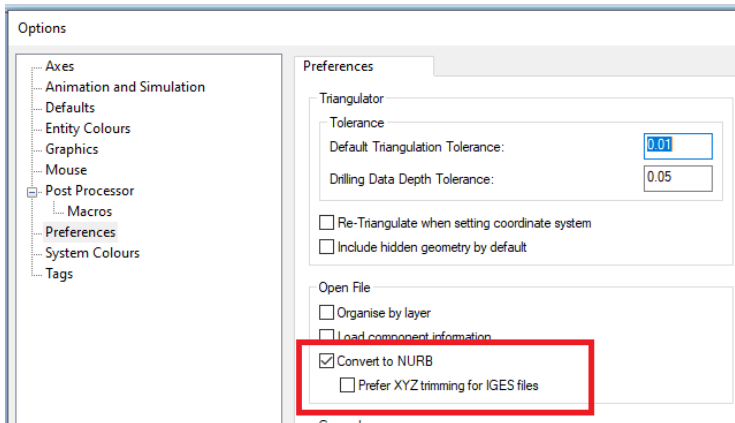 Options
Axes
Animation and Simulation
Defaults
Entity Colours
Graphics
Mouse
Post Processor
Macros
Preferences
System Colours
Tags
Preferences
Triangulator
Tolerance
Default Triangulation Tolerance: 0.01
Drilling Data Depth Tolerance: 0.05
Re-Triangulate when setting coordinate system
Include hidden geometry by default
Open File
Organise by layer
Load component information
Convert to NURB
Prefer XYZ trimming for IGES files